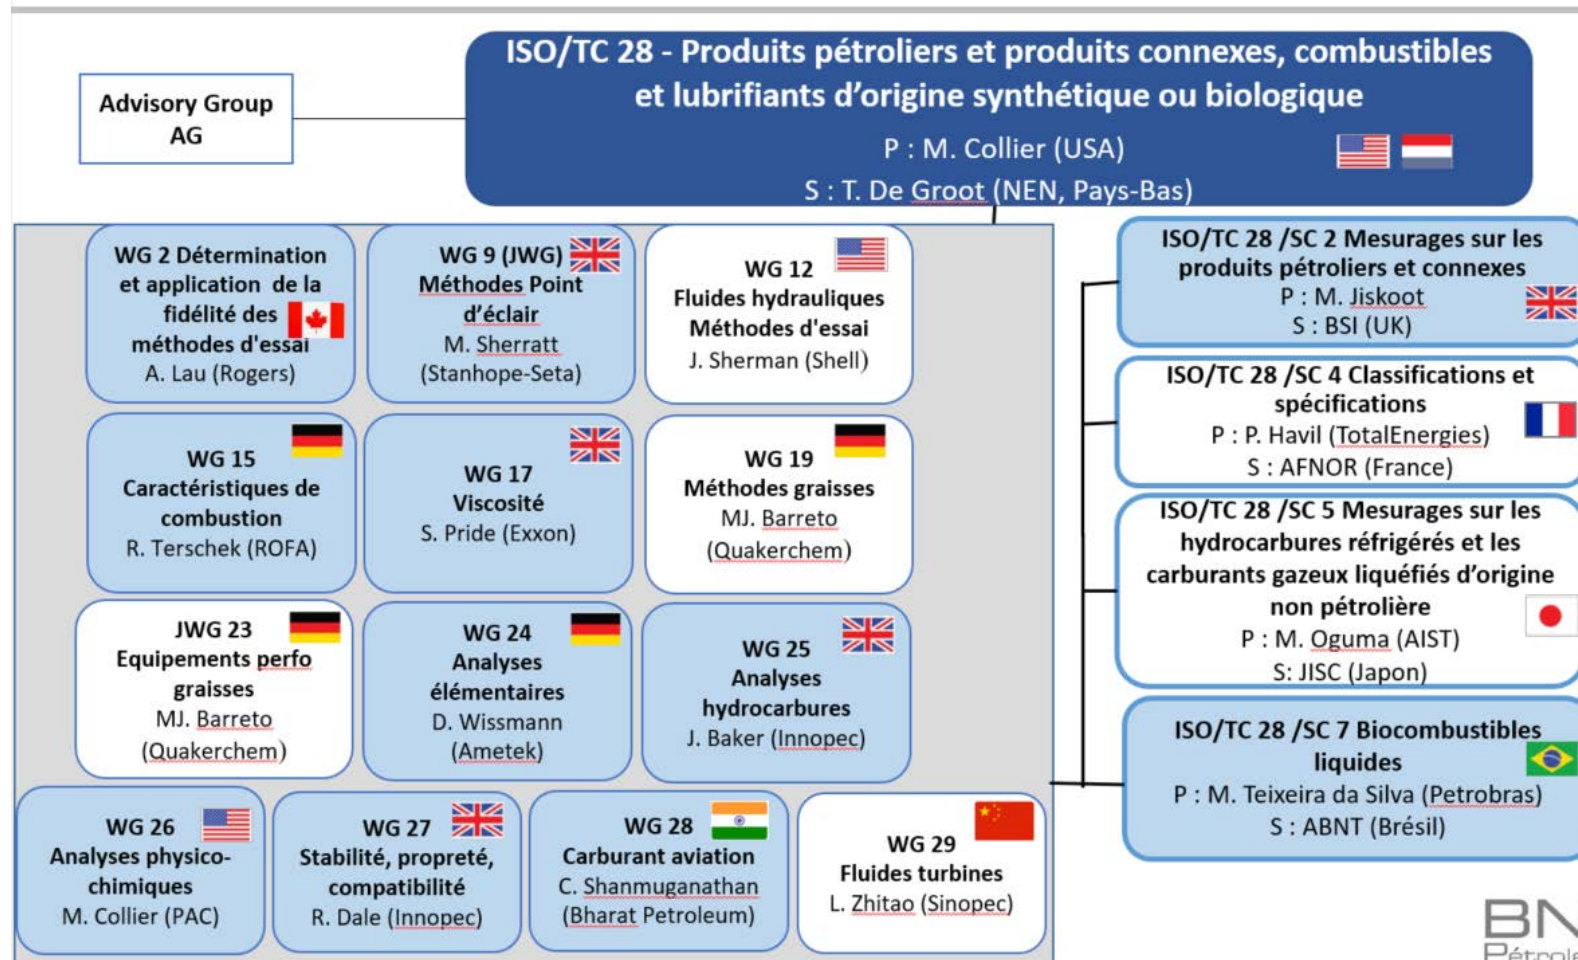 ISO/TC 28 - Produits pétroliers et produits connexes, combustibles
et lubrifiants d’origine synthétique ou biologique
P : M. Collier (USA)
S : T. De Groot (NEN, Pays-Bas)
Advisory Group
AG
WG 2 Détermination
et application de la
fidélité des
méthodes d'essai
A. Lau (Rogers)
WG 9 (JWG)
Méthodes Point
d’éclair
M. Sherratt
(Stanhope-Seta)
WG 12
Fluides hydrauliques
Méthodes d'essai
J. Sherman (Shell)
WG 15
Caractéristiques de
combustion
R. Terschek (ROFA)
WG 17
Viscosité
S. Pride (Exxon)
WG 19
Méthodes graisses
MJ. Barreto
(Quakerchem)
JWG 23
Equipements perfo
graisses
MJ. Barreto
(Quakerchem)
WG 24
Analyses
élémentaires
D. Wissmann
(Ametek)
WG 25
Analyses
hydrocarbures
J. Baker (Innopec)
WG 26
Analyses physico-
chimiques
M. Collier (PAC)
WG 27
Stabilité, propreté,
compatibilité
R. Dale (Innopec)
WG 28
Carburant aviation
C. Shanmuganathan
(Bharat Petroleum)
WG 29
Fluides turbines
L. Zhitao (Sinopec)
ISO/TC 28 /SC 2 Mesurages sur les
produits pétroliers et connexes
P : M. Jiskoot
S : BSI (UK)
ISO/TC 28 /SC 4 Classifications et
spécifications
P : P. Havil (TotalEnergies)
S : AFNOR (France)
ISO/TC 28 /SC 5 Mesurages sur les
hydrocarbures réfrigérés et les
carburants gazeux liquéfiés d’origine
non pétrolière
P : M. Oguma (AIST)
S: JISC (Japon)
ISO/TC 28 /SC 7 Biocombustibles
liquides
P : M. Teixeira da Silva (Petrobras)
S : ABNT (Brésil)